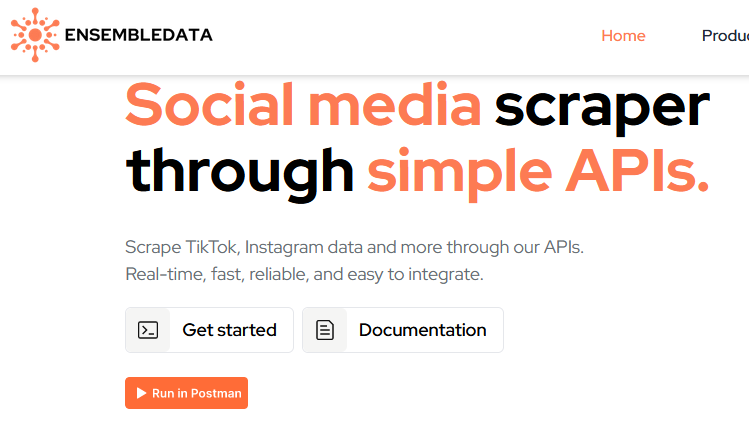 ENSEMBLEDATA
Home
Produc
Social media scraper
through simple APIs.
Scrape TikTok, Instagram data and more through our APIs.
Real-time, fast, reliable, and easy to integrate.
Get started
Documentation
Run in Postman